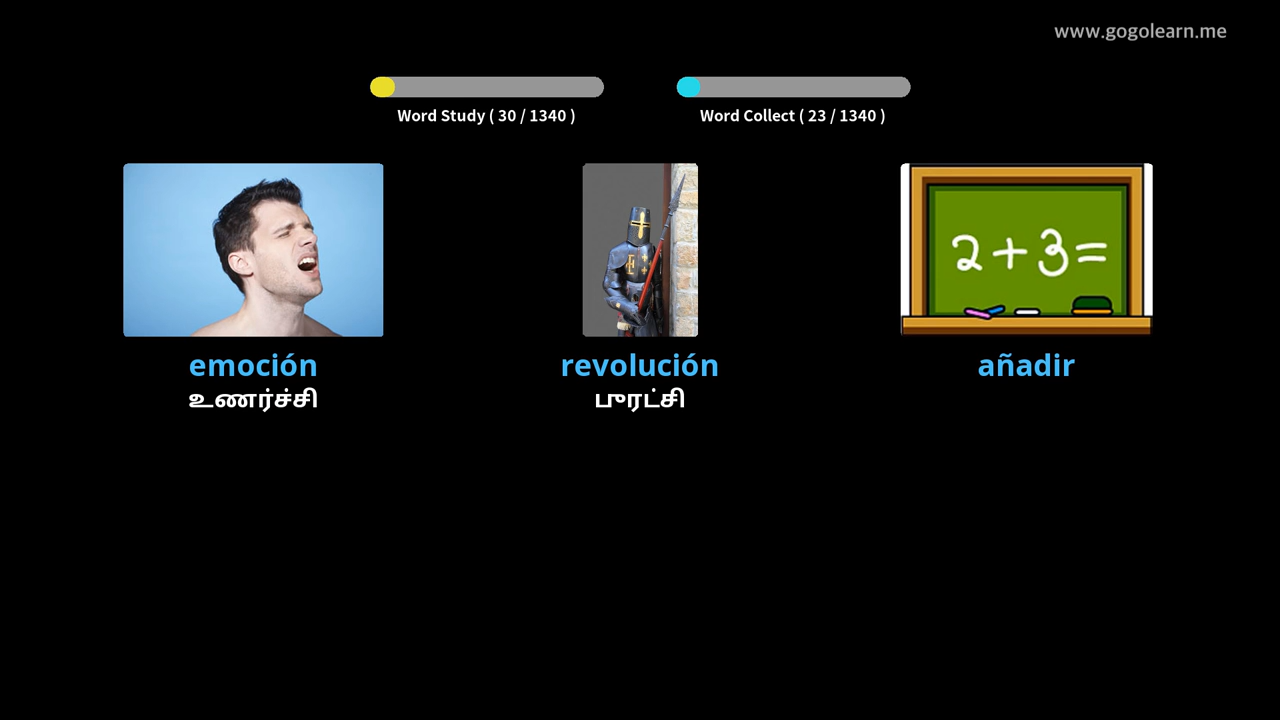 www.gogolearn.me
Word Study ( 30 / 1340 )
Word Collect ( 23 / 1340 )
2+3=
emoción
revolución
añadir
உணர்ச்சி
புரட்சி